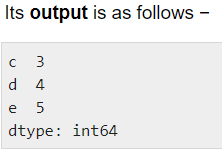 Its output is as follows −
c  3
d  4
e  5
dtype: int64